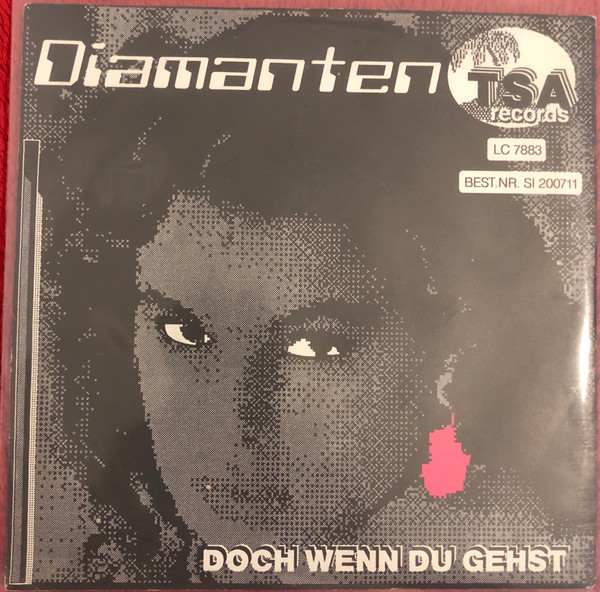 Diamanten
TSA
records
LC 7883
BEST.NR. SI 200711
DOCH WENN DU GEHST